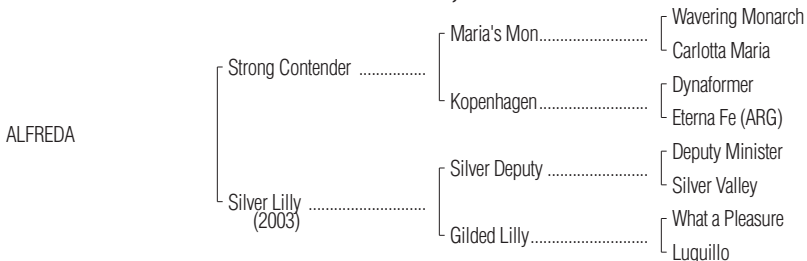 Wavering Monarch
Maria's Mon..........................
Carlotta Maria
Strong Contender ................
Dynaformer
Kopenhagen..........................
Eterna Fe (ARG)
ALFREDA
Deputy Minister
Silver Deputy ........................
Silver Valley
Silver Lilly ............................
(2003)
What a Pleasure
Gilded Lilly............................
Luquillo